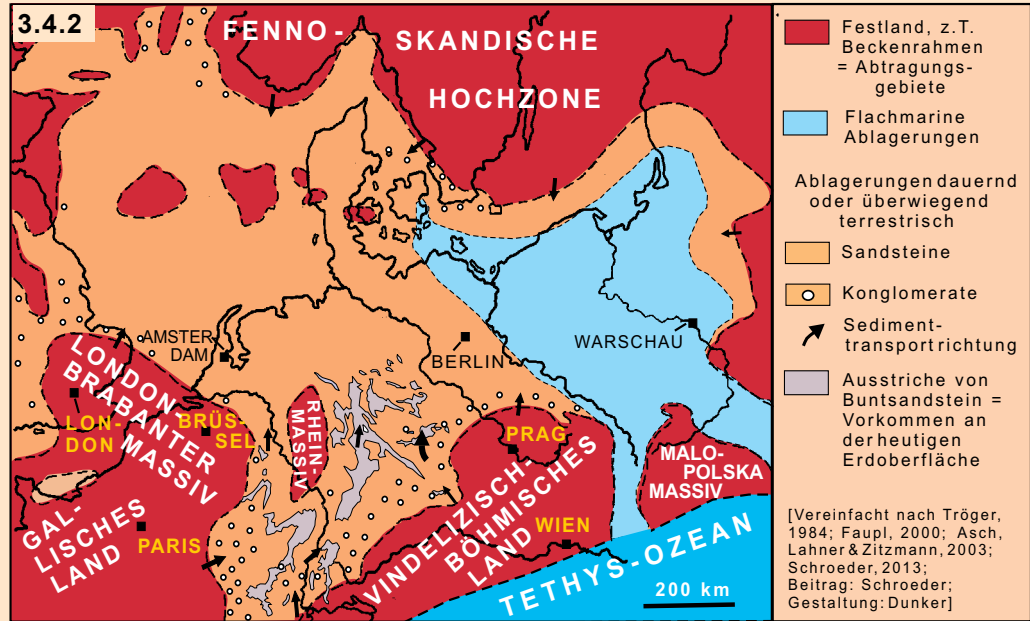 3.4.2
FENNO-
SKANDISCHE
HOCHZONE
AMSTER-
DAM
BERLIN
WARSCHAU
LONDON-
BRABANTER
MASSIV
LON-
DON
BRÜS-
SEL
RHEIN-
MASSIV
PRAG
MALO-
POLSKA
MASSIV
GAL-
LISCHES
LAND
PARIS
VINDELIZISCH-
BÖHMISCHES
LAND
WIEN
TETHYS-OZEAN
200 km
Festland, z.T.
Beckenrahmen
= Abtragungs-
gebiete
Flachmarine
Ablagerungen
Ablagerungen dauernd
oder überwiegend
terrestrisch
Sandsteine
Konglomerate
Sediment-
transportrichtung
Ausstriche von
Buntsandstein =
Vorkommen an
der heutigen
Erdoberfläche
[Vereinfacht nach Tröger,
1984; Faupl, 2000; Asch,
Lahner & Zitzmann, 2003;
Schroeder, 2013;
Beitrag: Schroeder;
Gestaltung: Dunker]